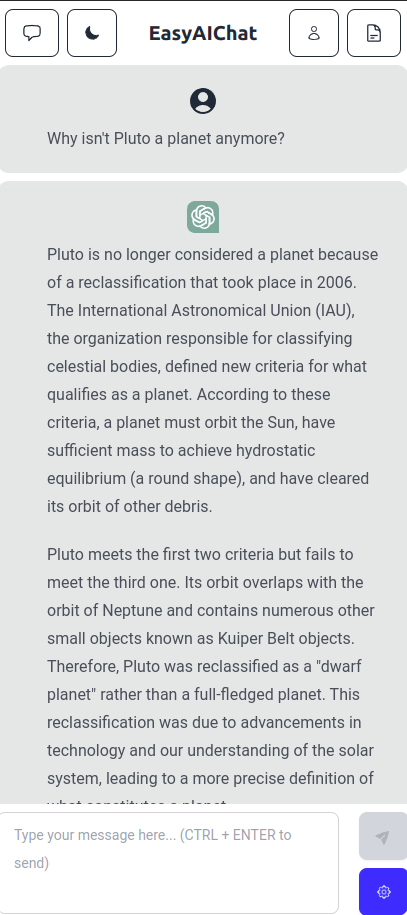 EasyAIChat
Why isn't Pluto a planet anymore?
Pluto is no longer considered a planet because
of a reclassification that took place in 2006.
The International Astronomical Union (IAU),
the organization responsible for classifying
celestial bodies, defined new criteria for what
qualifies as a planet. According to these
criteria, a planet must orbit the Sun, have
sufficient mass to achieve hydrostatic
equilibrium (a round shape), and have cleared
its orbit of other debris.
Pluto meets the first two criteria but fails to
meet the third one. Its orbit overlaps with the
orbit of Neptune and contains numerous other
small objects known as Kuiper Belt objects.
Therefore, Pluto was reclassified as a "dwarf
planet" rather than a full-fledged planet. This
reclassification was due to advancements in
technology and our understanding of the solar
system, leading to a more precise definition of
what constitutes a planet.
Type your message here... (CTRL + ENTER to
send)